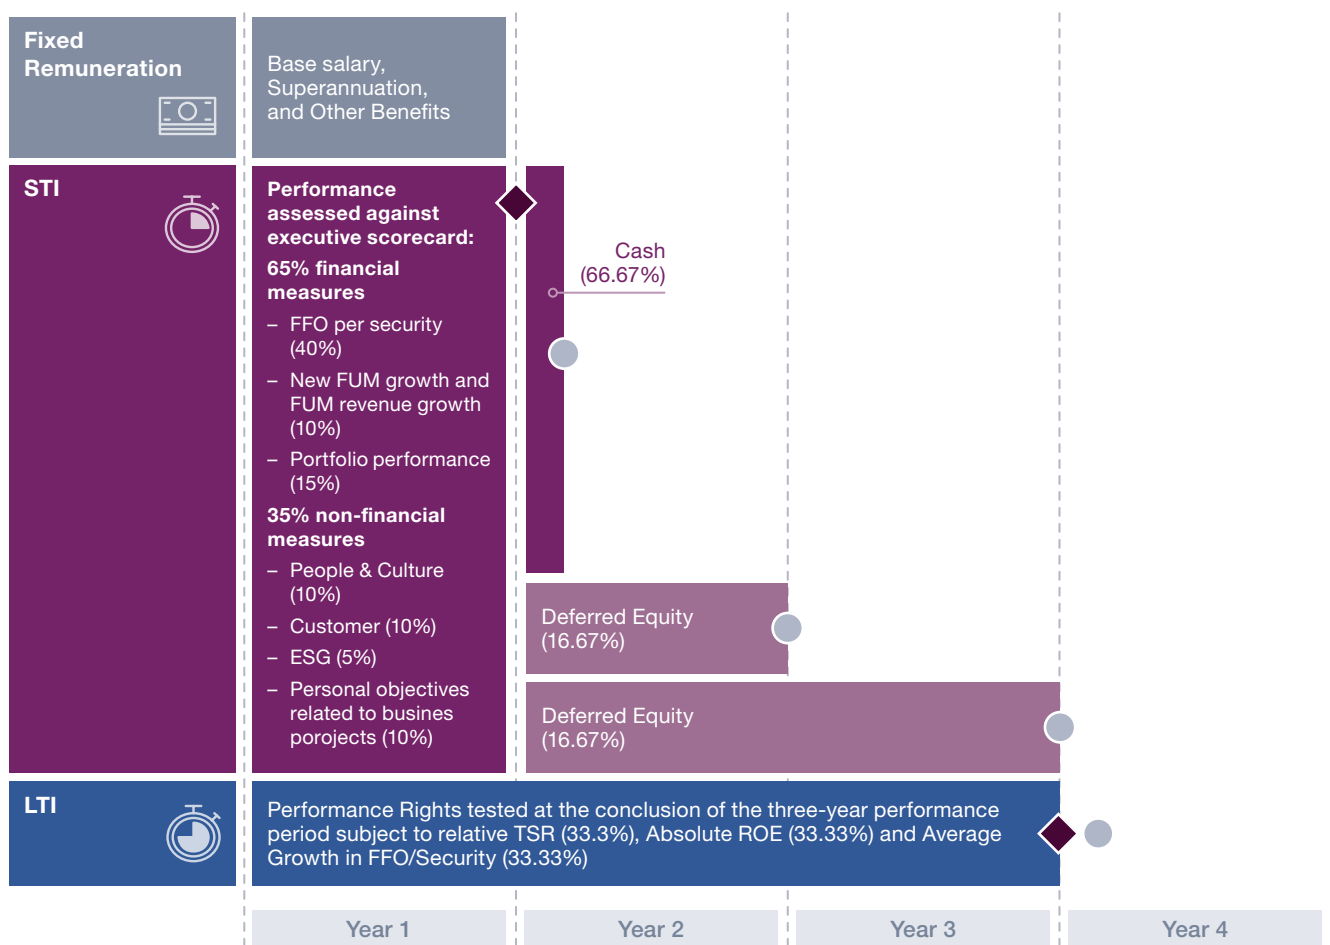 Fixed
Remuneration
Base salary,
Superannuation,
and Other Benefits
STI
Performance
assessed against
executive scorecard:
65% financial
measures
– FFO per security
(40%)
– New FUM growth and
FUM revenue growth
(10%)
– Portfolio performance
(15%)
35% non-financial
measures
– People & Culture
(10%)
– Customer (10%)
– ESG (5%)
– Personal objectives
related to busines
porojects (10%)
Cash
(66.67%)
Deferred Equity
(16.67%)
Deferred Equity
(16.67%)
LTI
Performance Rights tested at the conclusion of the three-year performance
period subject to relative TSR (33.3%), Absolute ROE (33.33%) and Average
Growth in FFO/Security (33.33%)
Year 1
Year 2
Year 3
Year 4